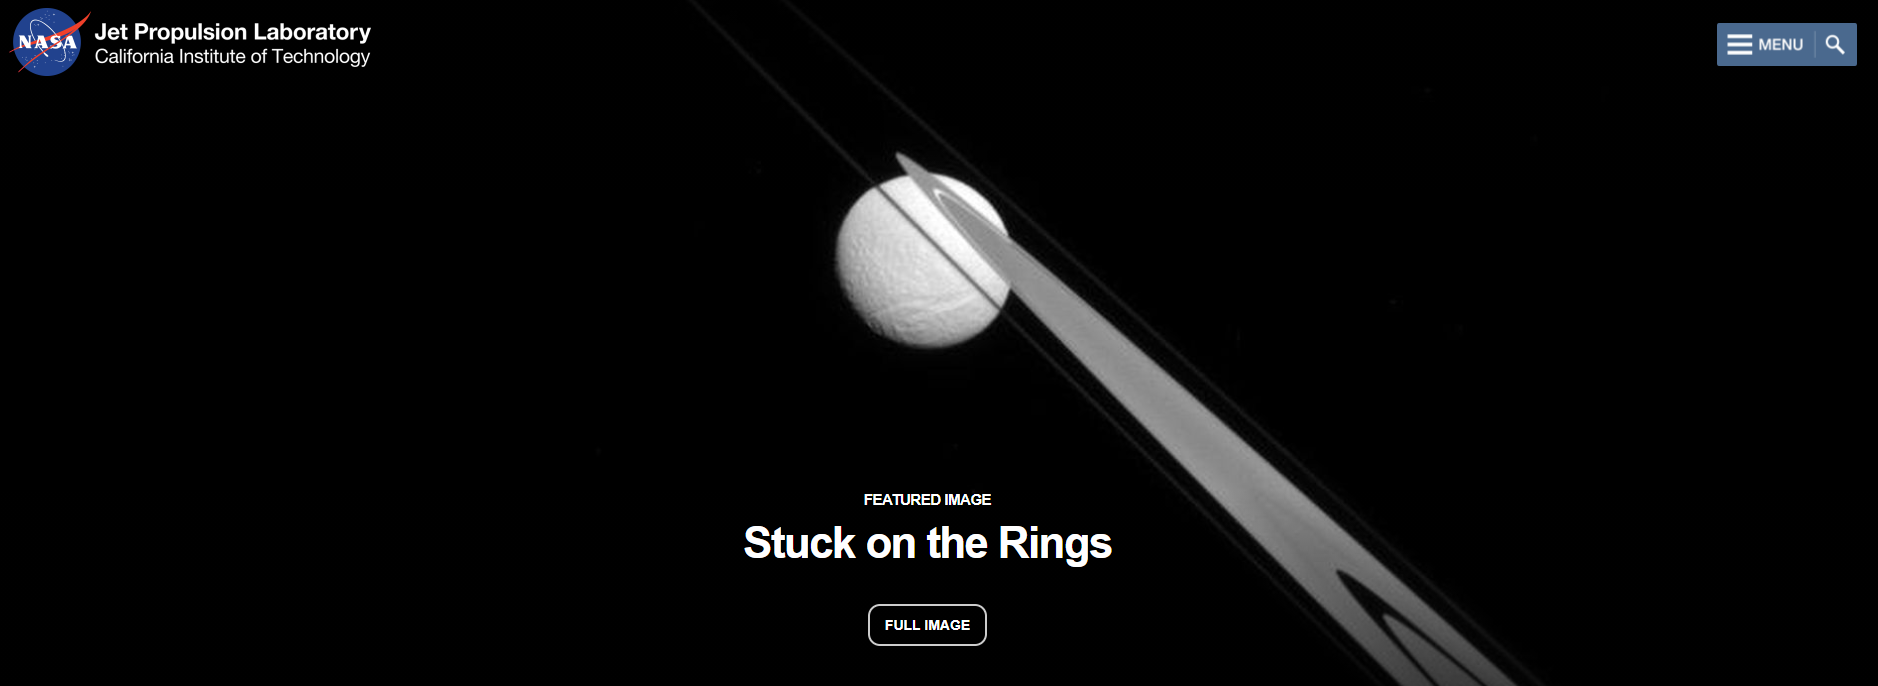 NASA
Jet Propulsion Laboratory
California Institute of Technology
MENU
FEATURED IMAGE
Stuck on the Rings
FULL IMAGE